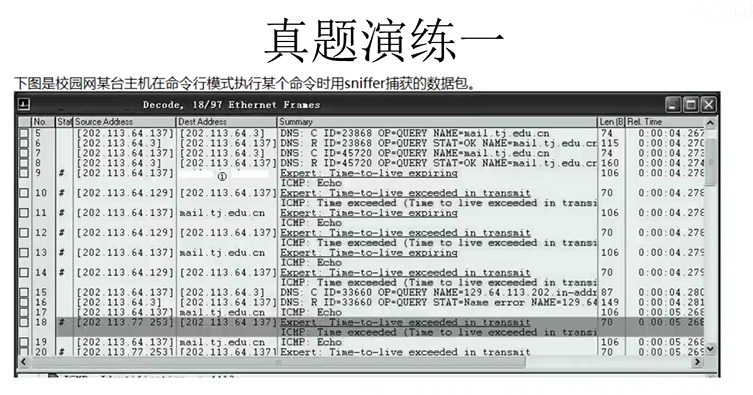 真题演练一
下图是校园网某台主机在命令行模式执行某个命令时用sniffer捕获的数据包。
Decode, 18/97 Ethernet Frames
No. Stat Source Address Dest Address Summary Len (B Rel. Time
5 [202.113.64.137] [202.113.64.3] DNS: C ID=23868 OP=QUERY NAME=mail.tj.edu.cn 74 0:00:04.267
6 [202.113.64.3] [202.113.64.137] DNS: R ID=23868 OP=QUERY STAT=OK NAME=mail.tj.edu.cr 115 0:00:04.270
7 [202.113.64.137] [202.113.64.3] DNS: C ID=45720 OP=QUERY NAME=mail.tj.edu.cn 74 0:00:04.273
8 [202.113.64.3] [202.113.64.137] DNS: R ID=45720 OP=QUERY STAT=OK NAME=mail.tj.edu.cr 160 0:00:04.274
9 # [202.113.64.137] ① Expert: Time-to-live expiring 106 0:00:04.278
ICMP: Echo
10 # [202.113.64.129] [202.113.64.137] Expert: Time-to-live exceeded in transmit 70 0:00:04.278
ICMP: Time exceeded (Time to live exceeded in transi
11 # [202.113.64.137] mail.tj.edu.cn Expert: Time-to-live expiring 106 0:00:04.278
ICMP: Echo
12 # [202.113.64.129] [202.113.64.137] Expert: Time-to-live exceeded in transmit 70 0:00:04.278
ICMP: Time exceeded (Time to live exceeded in transi
13 # [202.113.64.137] mail.tj.edu.cn Expert: Time-to-live expiring 106 0:00:04.279
ICMP: Echo
14 # [202.113.64.129] [202.113.64.137] Expert: Time-to-live exceeded in transmit 70 0:00:04.279
ICMP: Time exceeded (Time to live exceeded in transi
15 [202.113.64.137] [202.113.64.3] DNS: C ID=33660 OP=QUERY NAME=129.64.113.202.in-addr 87 0:00:04.280
16 [202.113.64.3] [202.113.64.137] DNS: R ID=33660 OP=QUERY STAT=Name error NAME=129.64 149 0:00:04.281
17 [202.113.64.137] mail.tj.edu.cn ICMP: Echo 106 0:00:05.268
18 # [202.113.77.253] [202.113.64.137] Expert: Time-to-live exceeded in transmit 70 0:00:05.268
ICMP: Time exceeded (Time to live exceeded in transi
19 [202.113.64.137] mail.tj.edu.cn ICMP: Echo 106 0:00:05.268
20 # [202.113.77.253] [202.113.64.137] Expert: Time-to-live exceeded in transmit 70 0:00:05.269